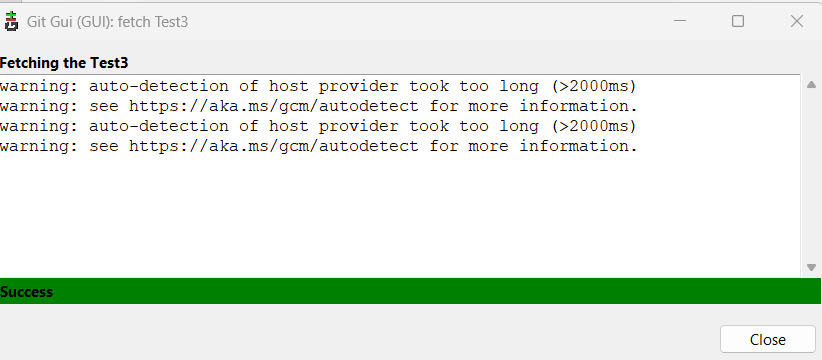 Git Gui (GUI): fetch Test3
Fetching the Test3
warning: auto-detection of host provider took too long (>2000ms)
warning: see https://aka.ms/gcm/autodetect for more information.
warning: auto-detection of host provider took too long (>2000ms)
warning: see https://aka.ms/gcm/autodetect for more information.
Success
Close